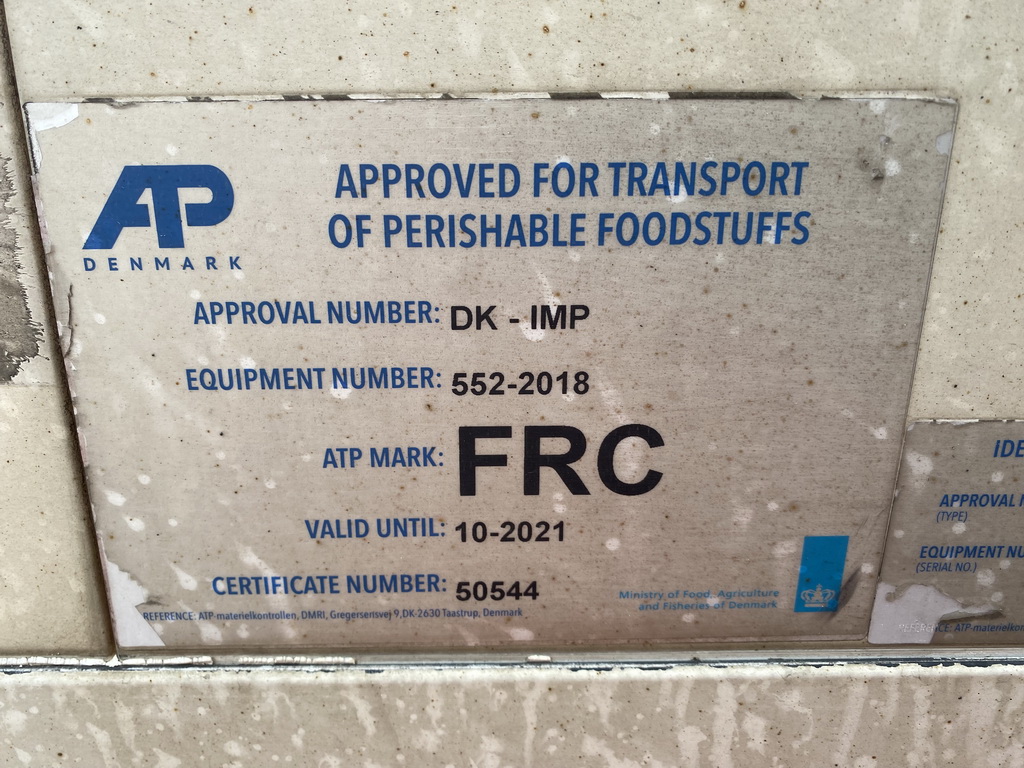 ATP
DENMARK
APPROVED FOR TRANSPORT
OF PERISHABLE FOODSTUFFS
APPROVAL NUMBER: DK - IMP
EQUIPMENT NUMBER: 552-2018
ATP MARK: FRC
VALID UNTIL: 10-2021
CERTIFICATE NUMBER: 50544
REFERENCE: ATP-materielkontrollen, DMRI, Gregersensvej 9, DK-2630 Taastrup, Denmark
Ministry of Food, Agriculture
and Fisheries of Denmark
IDE
APPROVAL
(TYPE)
EQUIPMENT NU
(SERIAL NO.)
REFERENCE: ATP-materielkon